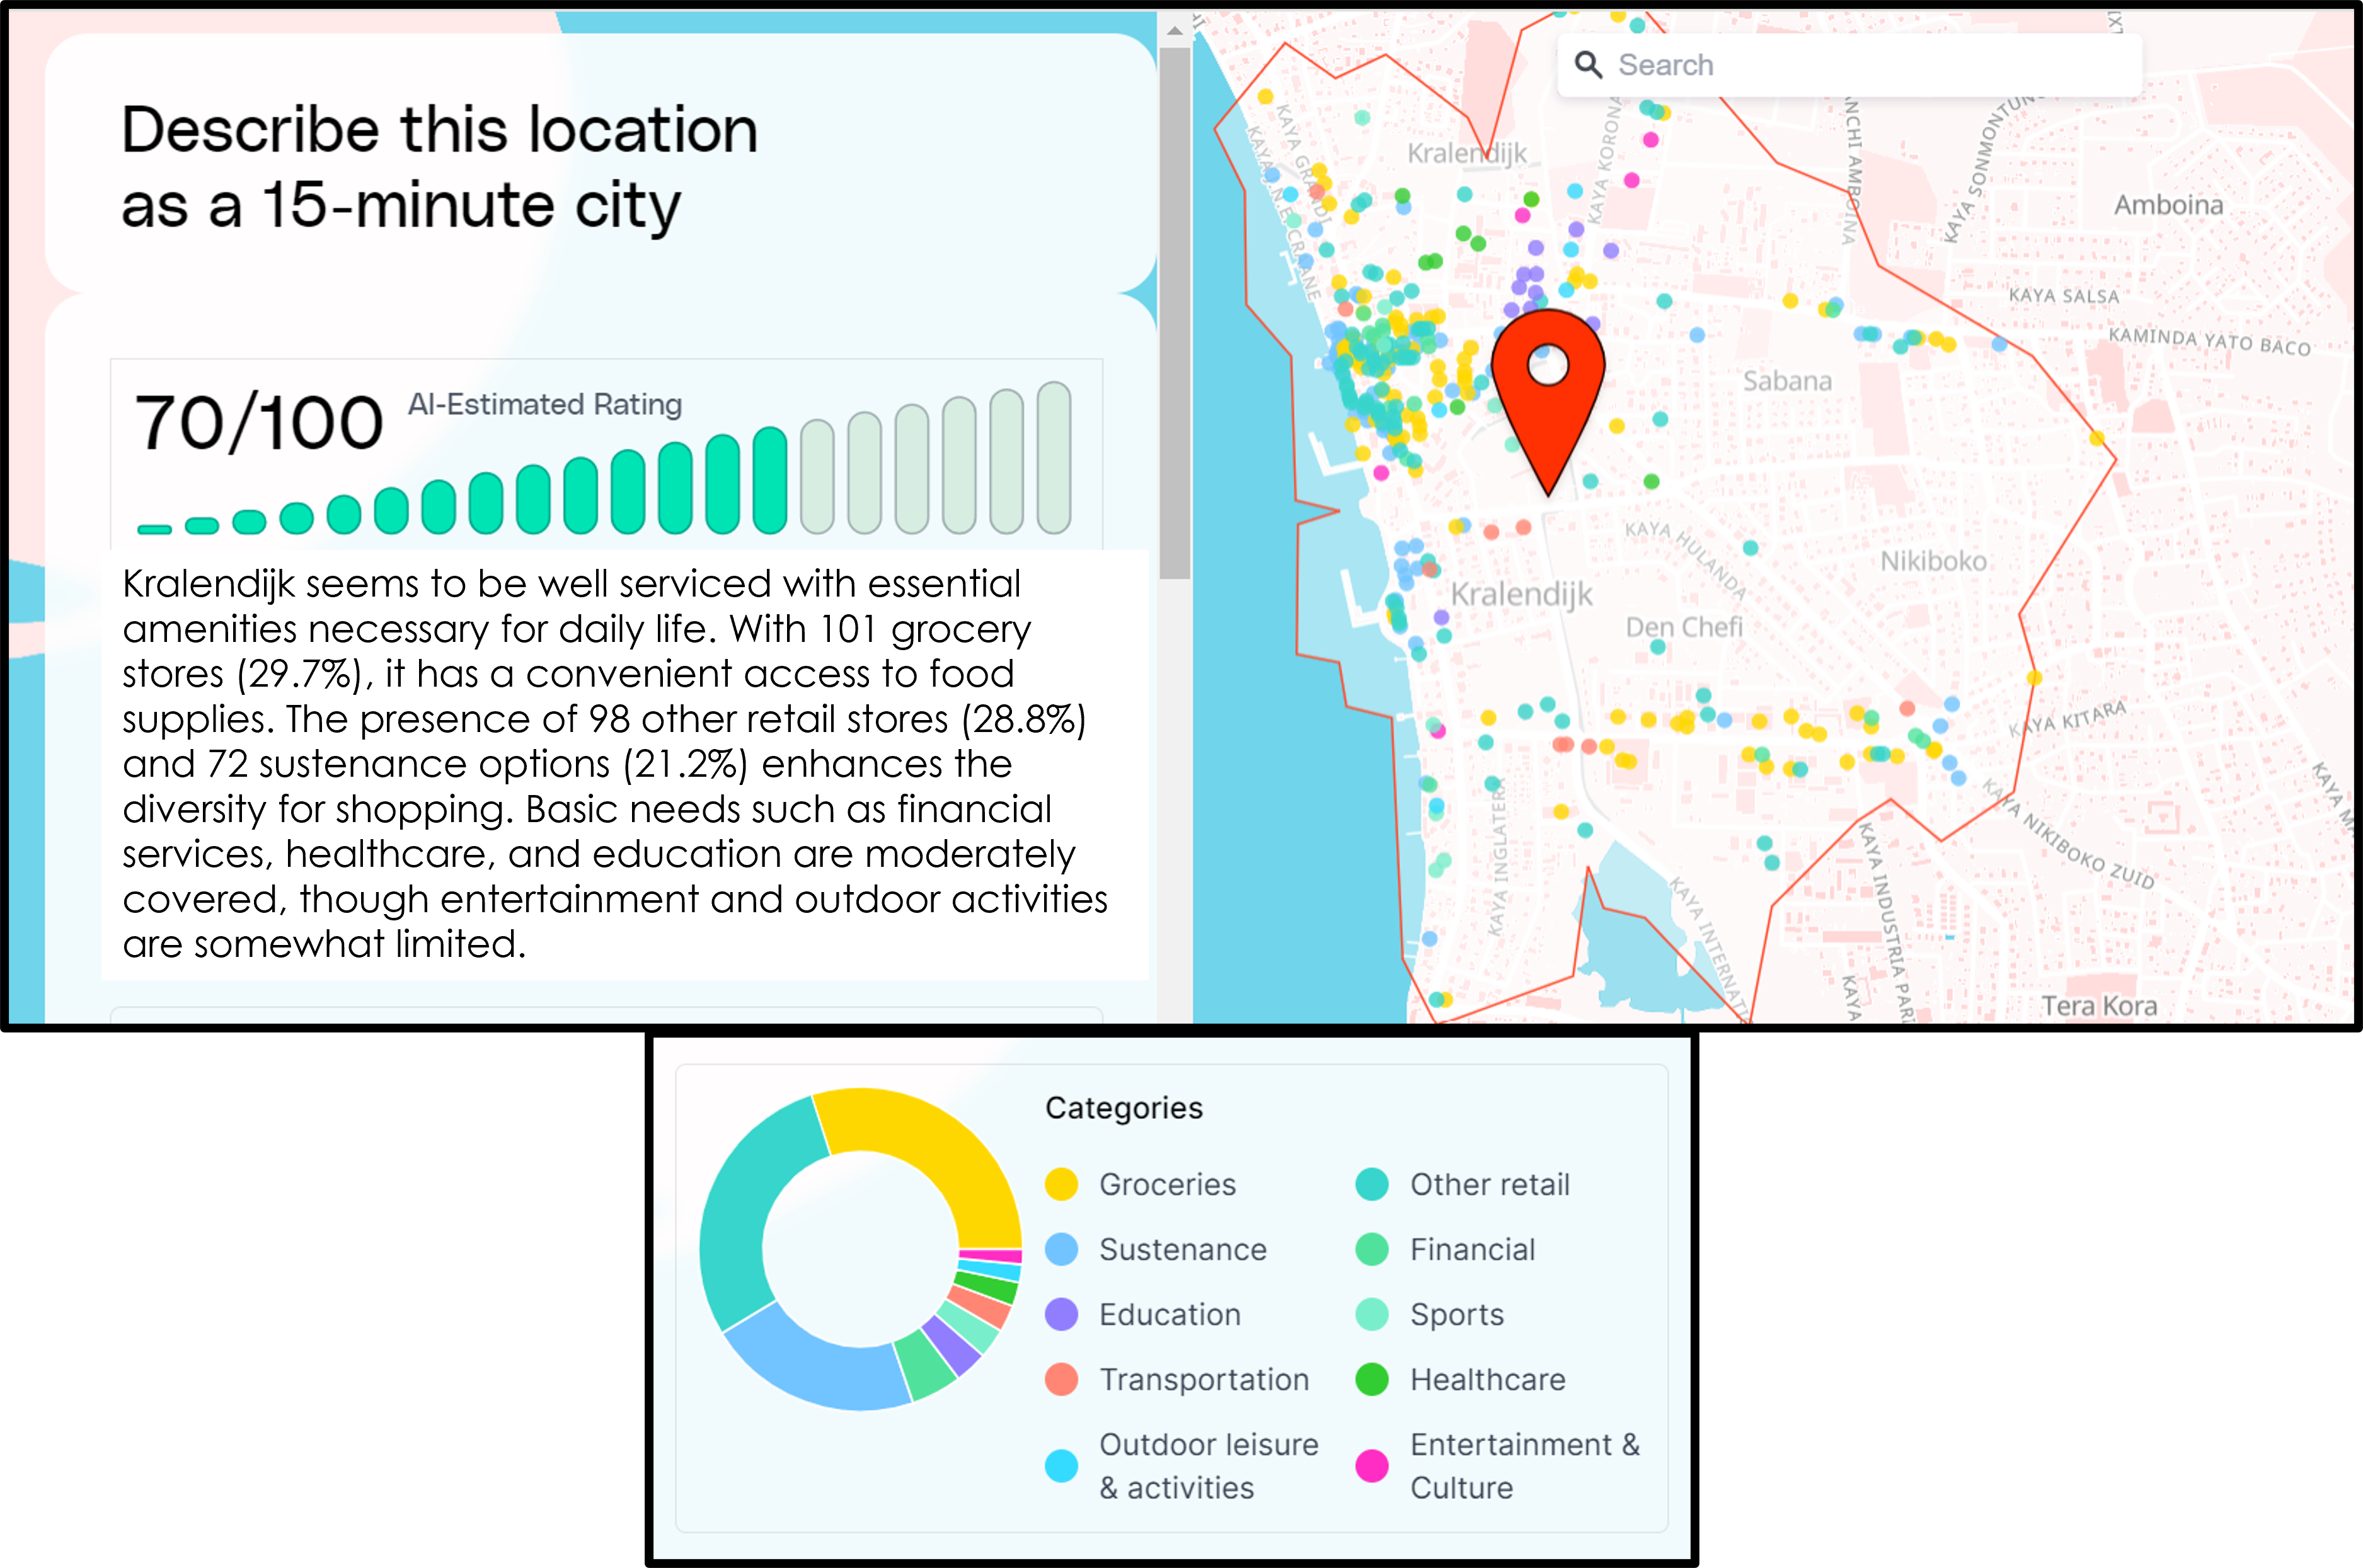 Describe this location
as a 15-minute city
70/100
AI-Estimated Rating
Kralendijk seems to be well serviced with essential
amenities necessary for daily life. With 101 grocery
stores (29.7%), it has a convenient access to food
supplies. The presence of 98 other retail stores (28.8%)
and 72 sustenance options (21.2%) enhances the
diversity for shopping. Basic needs such as financial
services, healthcare, and education are moderately
covered, though entertainment and outdoor activities
are somewhat limited.
Search
Kralendijk
KAYA KORONA
KAYA SONMONTUNO
Amboina
KAYA SALSA
KAMINDA YATO BACO
Sabana
KAYA HULANDA
Nikiboko
Kralendijk
Den Chefi
KAYA KITARA
KAYA NIKIBOKO ZUID
KAYA INGLATERA
KAYA INTERNATI
KAYA INDUSTRIA PARI
KAYA
Tera Kora
Categories
Groceries
Other retail
Sustenance
Financial
Education
Sports
Transportation
Healthcare
Outdoor leisure
& activities
Entertainment &
Culture